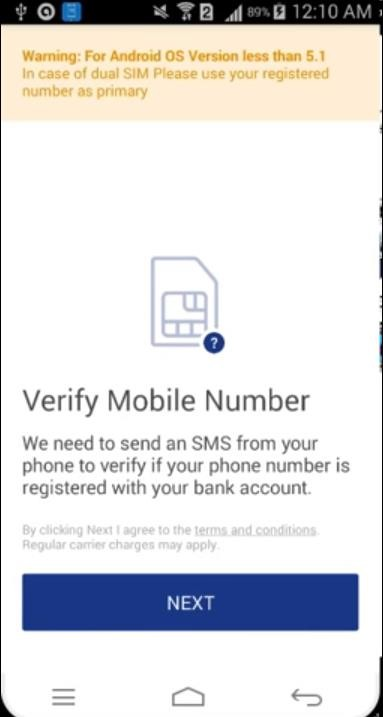 2 89% 12:10 AM
Warning: For Android OS Version less than 5.1
In case of dual SIM Please use your registered
number as primary
?
Verify Mobile Number
We need to send an SMS from your
phone to verify if your phone number is
registered with your bank account.
By clicking Next I agree to the terms and conditions.
Regular carrier charges may apply.
NEXT